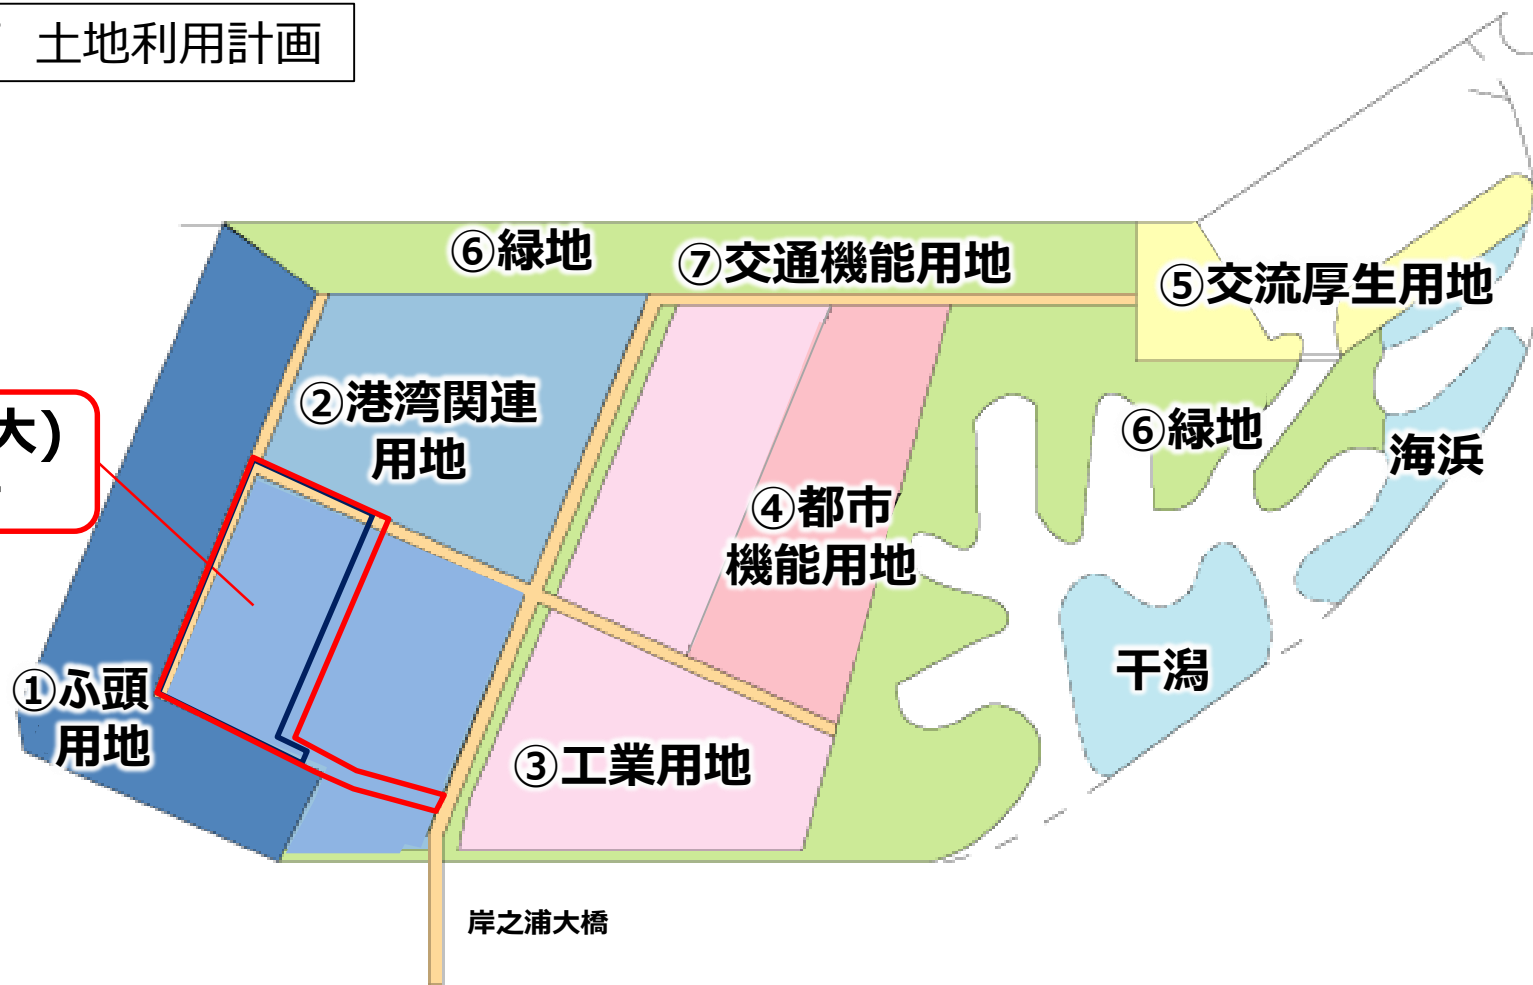 土地利用計画
⑥緑地
⑦交通機能用地
⑤交流厚生用地
②港湾関連
用地
大)
⑥緑地
海浜
④都市
機能用地
干潟
①ふ頭
用地
③工業用地
岸之浦大橋